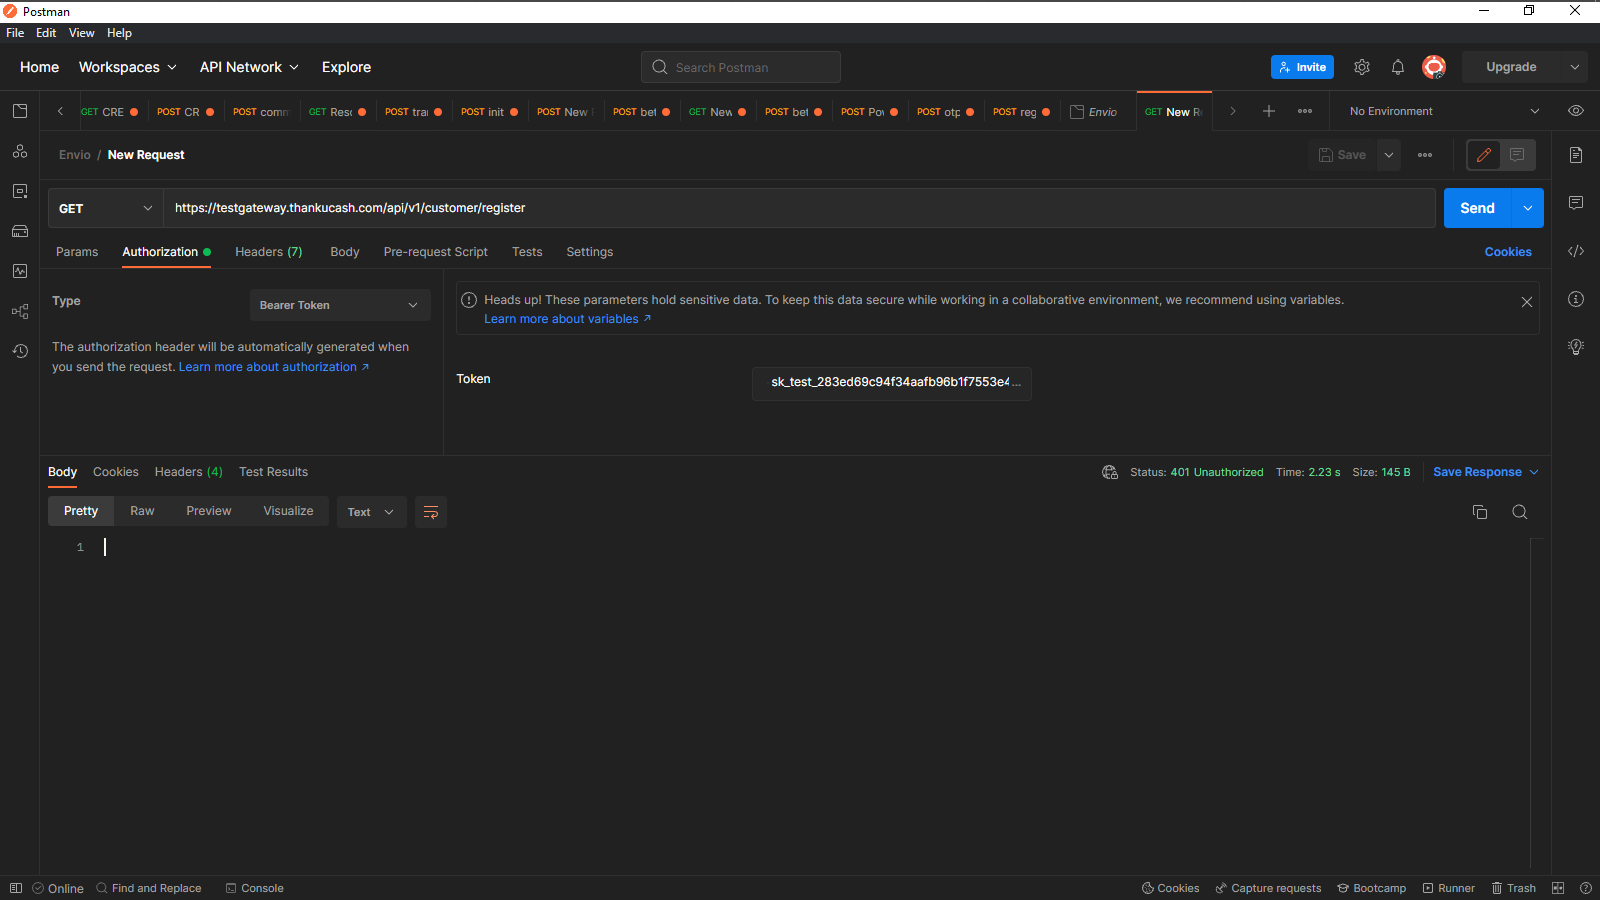 Postman
File Edit View Help
Home Workspaces API Network Explore Search Postman Invite Upgrade
GET CRE POST CR POST comm GET Resc POST trai POST init POST New POST bet GET New POST bet POST Pov POST otp POST reg Envio GET New R No Environment
Envio / New Request Save
GET https://testgateway.thankucash.com/api/v1/customer/register Send
Params Authorization Headers (7) Body Pre-request Script Tests Settings Cookies
Type Bearer Token
The authorization header will be automatically generated when
you send the request. Learn more about authorization ↗
Heads up! These parameters hold sensitive data. To keep this data secure while working in a collaborative environment, we recommend using variables.
Learn more about variables ↗
Token sk_test_283ed69c94f34aafb96b1f7553e4...
Body Cookies Headers (4) Test Results Status: 401 Unauthorized Time: 2.23 s Size: 145 B Save Response
Pretty Raw Preview Visualize Text
1
Online Find and Replace Console Cookies Capture requests Bootcamp Runner Trash